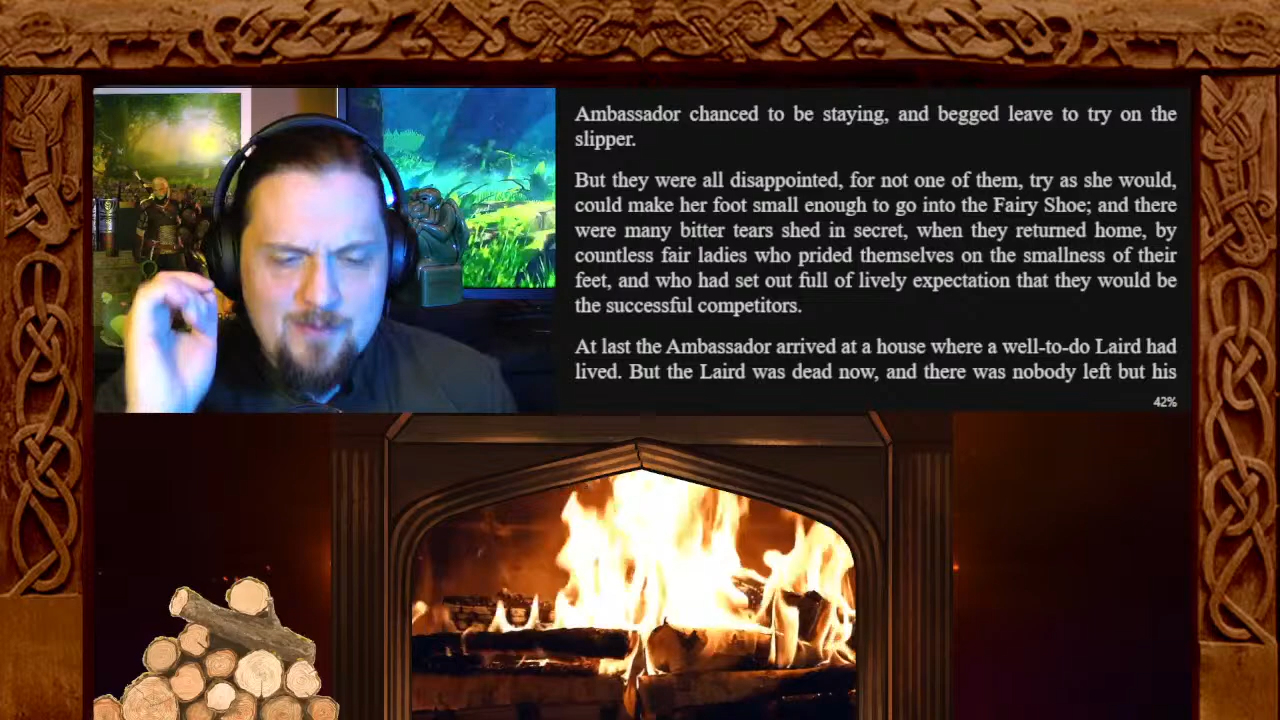 Ambassador chanced to be staying, and begged leave to try on the
slipper.
But they were all disappointed, for not one of them, try as she would,
could make her foot small enough to go into the Fairy Shoe; and there
were many bitter tears shed in secret, when they returned home, by
countless fair ladies who prided themselves on the smallness of their
feet, and who had set out full of lively expectation that they would be
the successful competitors.
At last the Ambassador arrived at a house where a well-to-do Laird had
lived. But the Laird was dead now, and there was nobody left but his
42%